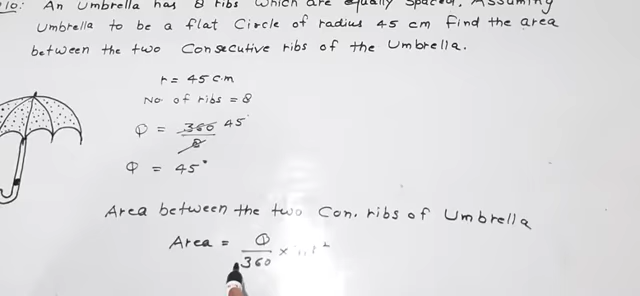 10: An Umbrella has 8 ribs which are equally spaced. Assuming
Umbrella to be a flat Circle of radius 45 cm find the area
between the two Consecutive ribs of the Umbrella.
r = 45 c.m
No of ribs = 8
Φ = 360/8 45°
Φ = 45°
Area between the two Con. ribs of Umbrella
Area = Φ/360 ×